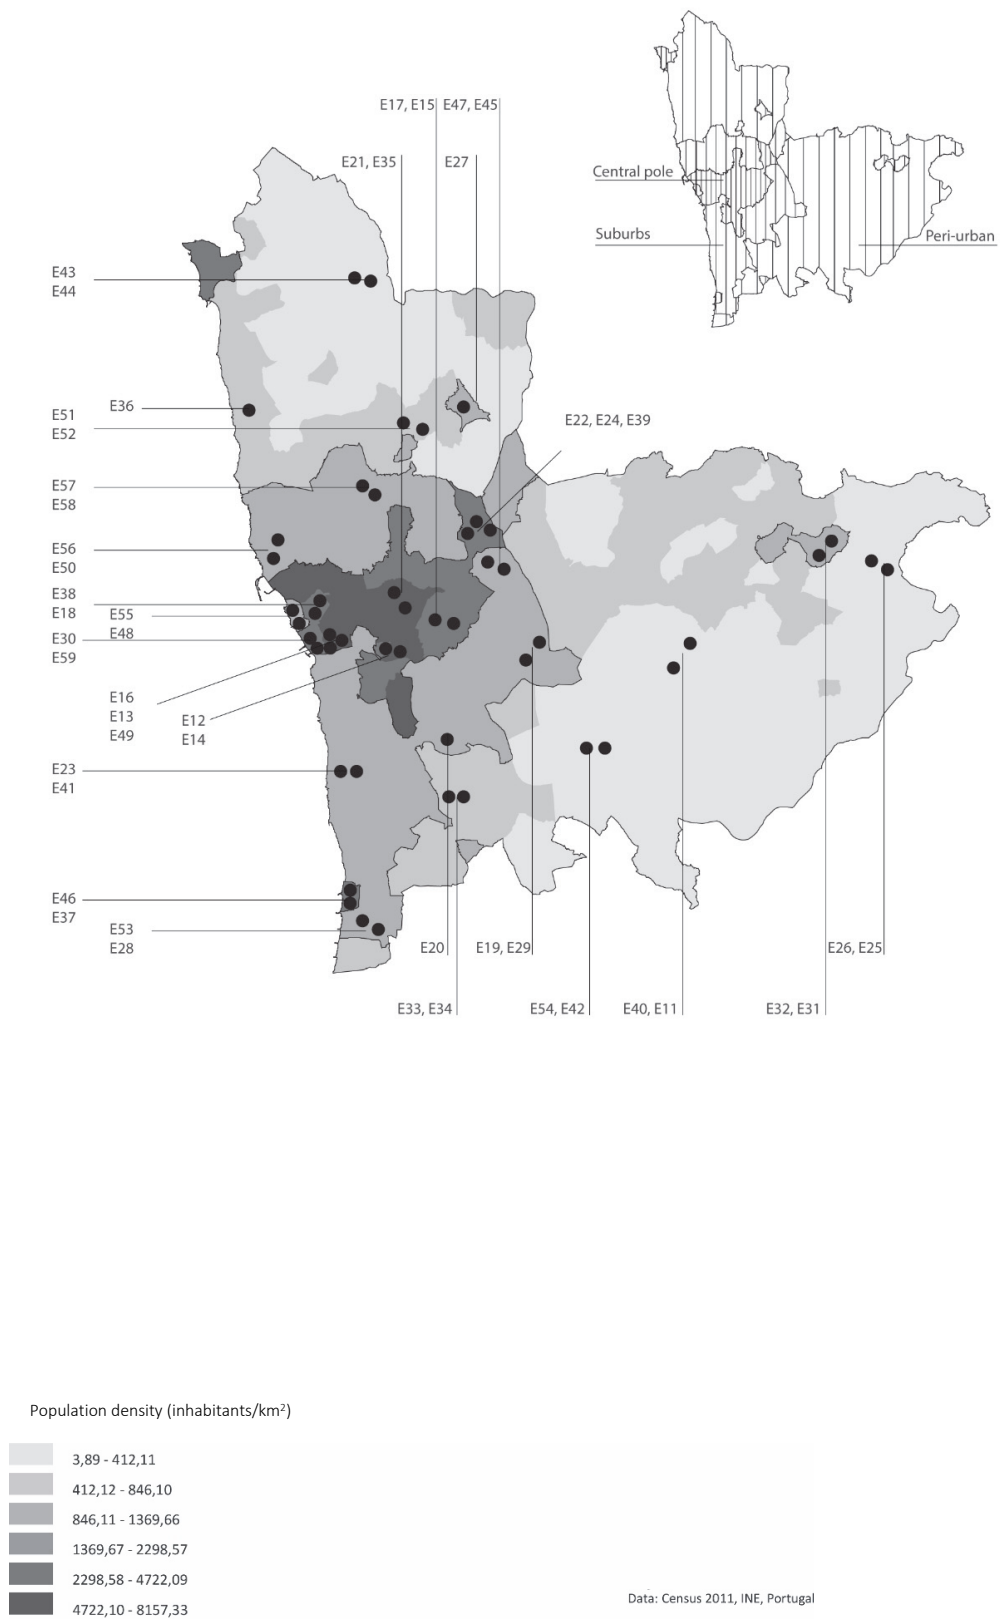 E17, E15 E47, E45
E21, E35 E27
Central pole
Suburbs
Peri-urban
E43
E44
E36
E51
E52
E22, E24, E39
E57
E58
E56
E50
E38
E18 E55
E48
E30
E59
E16
E13
E49
E12
E14
E23
E41
E46
E37
E53
E28
E20 E19, E29 E26, E25
E33, E34 E54, E42 E40, E11 E32, E31
Population density (inhabitants/km²)
3,89 - 412,11
412,12 - 846,10
846,11 - 1369,66
1369,67 - 2298,57
2298,58 - 4722,09
4722,10 - 8157,33
Data: Census 2011, INE, Portugal